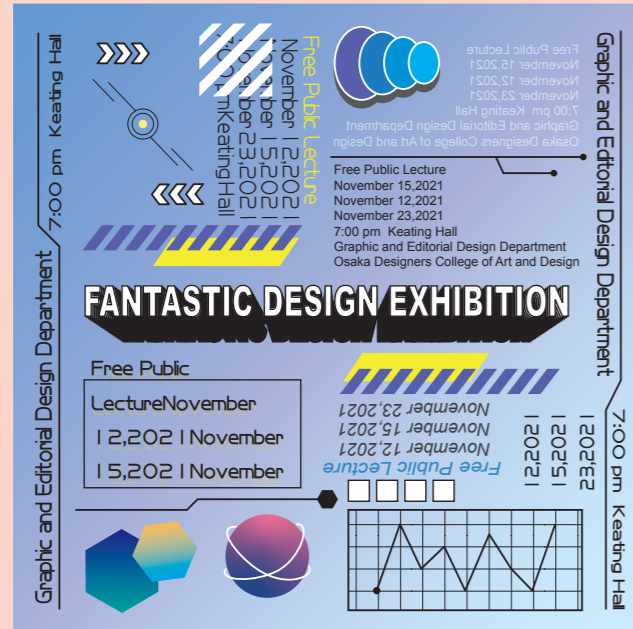 Graphic and Editorial Design Department 7:00 pm Keating Hall
Free Public Lecture
November 12,2021
November 15,2021
November 23,2021
7:00 pm Keating Hall
Free Public Lecture
November 15,2021
November 12,2021
November 23,2021
7:00 pm Keating Hall
Graphic and Editorial Design Department
Osaka Designers College of Art and Design
Free Public Lecture
November 15,2021
November 12,2021
November 23,2021
7:00 pm Keating Hall
Graphic and Editorial Design Department
Osaka Designers College of Art and Design
Graphic and Editorial Design Department 7:00 pm Keating Hall
FANTASTIC DESIGN EXHIBITION
Free Public
LectureNovember
12,2021November
15,2021November
Free Public Lecture
November 12,2021
November 15,2021
November 23,2021
12,2021
15,2021
23,2021